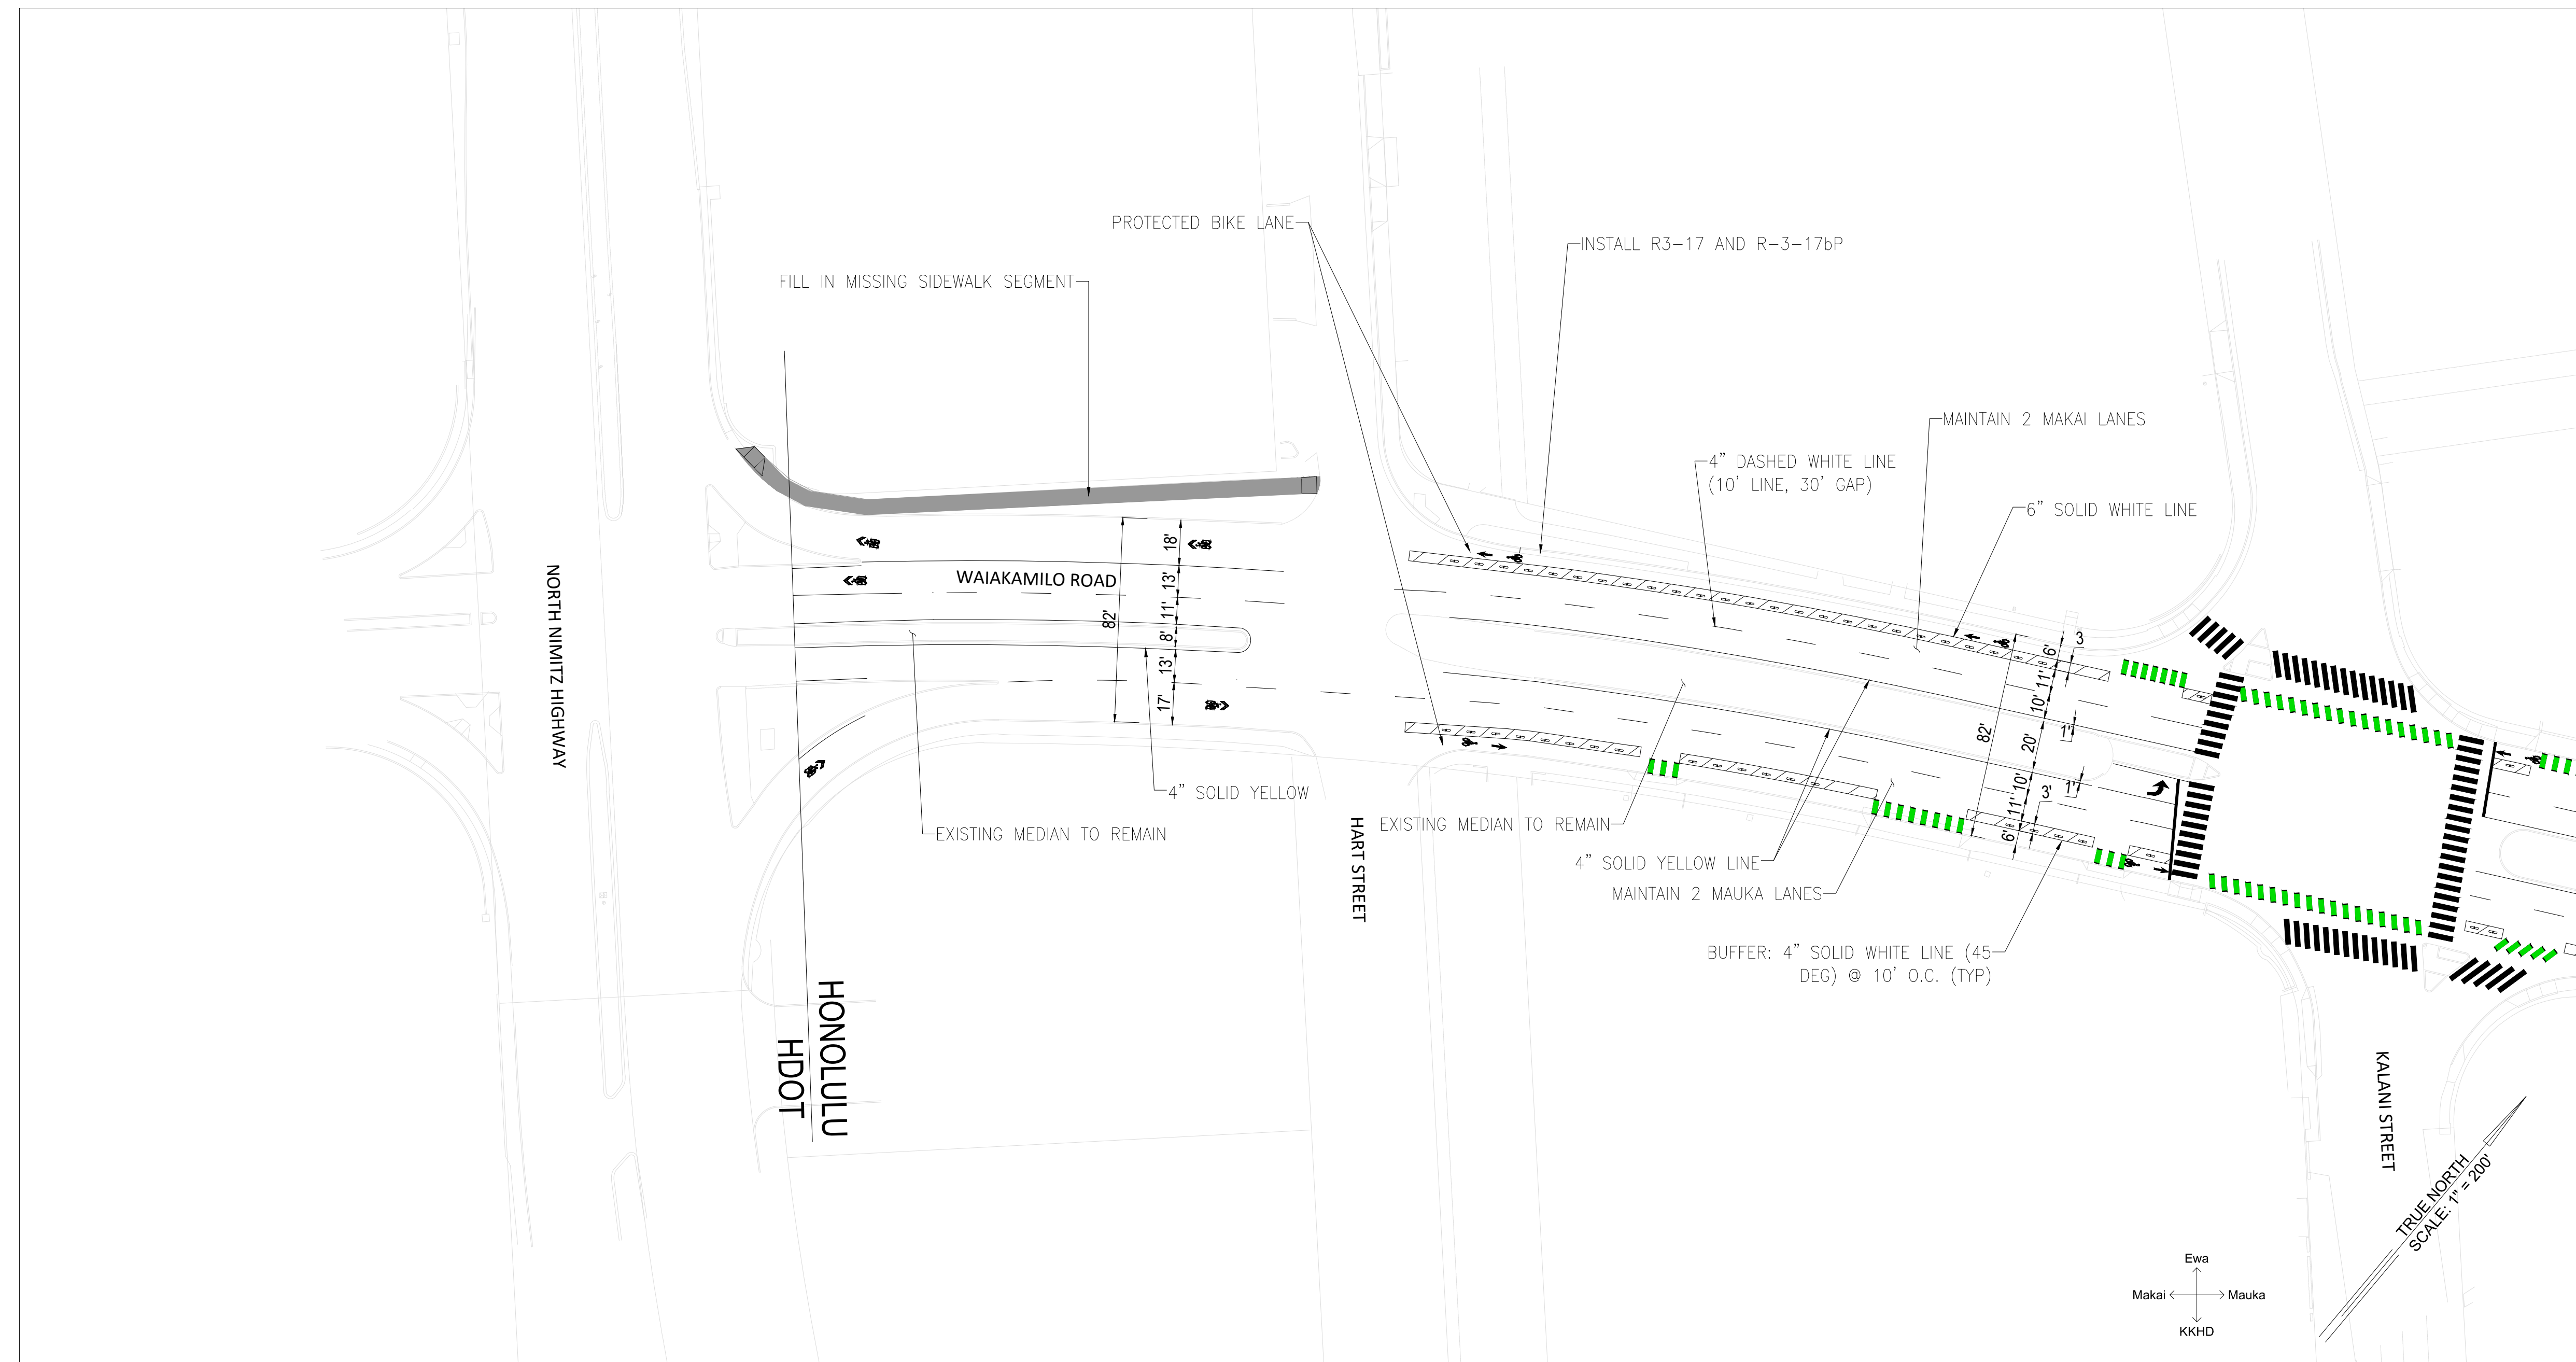 PROTECTED BIKE LANE
INSTALL R3-17 AND R-3-17bP
FILL IN MISSING SIDEWALK SEGMENT
MAINTAIN 2 MAKAI LANES
4" DASHED WHITE LINE
(10' LINE, 30' GAP)
6" SOLID WHITE LINE
WAIAKAMILO ROAD
NORTH NIMITZ HIGHWAY
82'
18'
13'
11'
8'
13'
17'
4" SOLID YELLOW
EXISTING MEDIAN TO REMAIN
HART STREET
EXISTING MEDIAN TO REMAIN
4" SOLID YELLOW LINE
MAINTAIN 2 MAUKA LANES
BUFFER: 4" SOLID WHITE LINE (45
DEG) @ 10' O.C. (TYP)
82'
6'
3
11'
10'
1'
20'
10'
1'
11'
3'
6'
HONOLULU
HDOT
KALANI STREET
TRUE NORTH
SCALE: 1" = 200'
Ewa
Makai
Mauka
KKHD